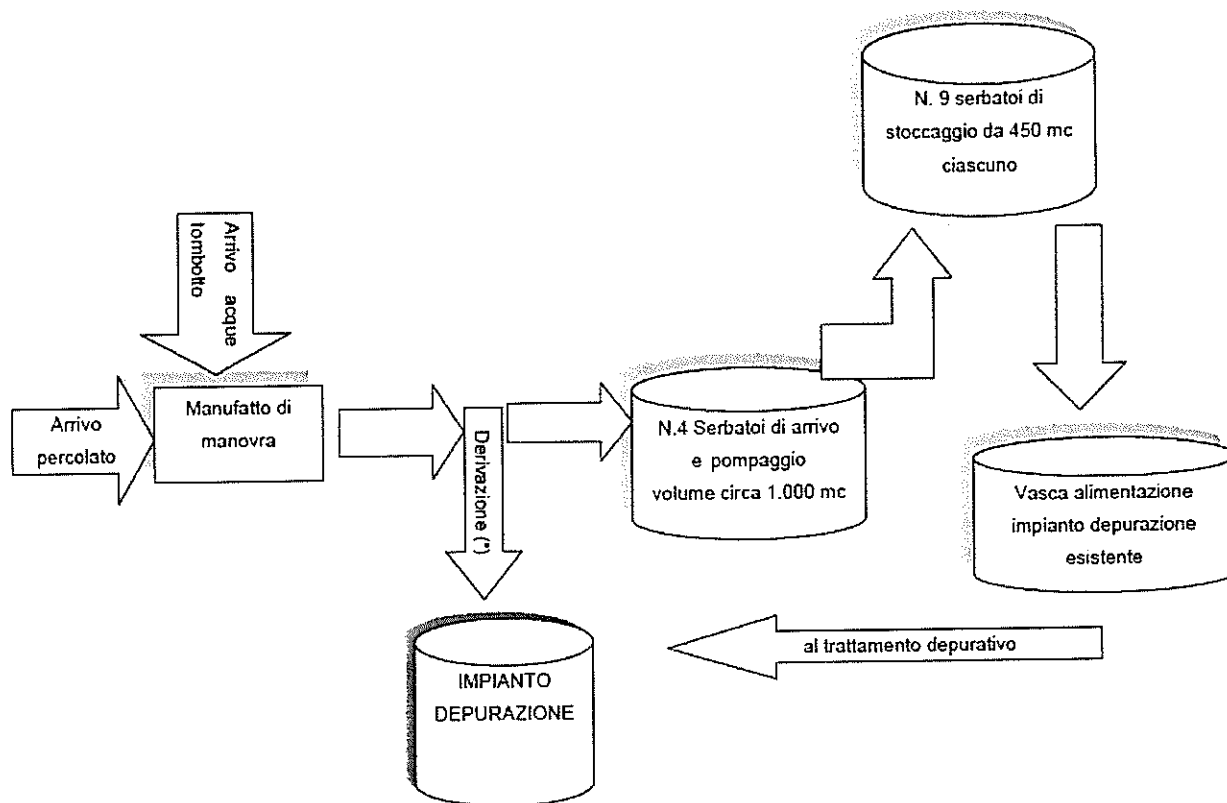 N. 9 serbatoi di
stoccaggio da 450 mc
ciascuno
Arrivo acque
tombotto
Arrivo
percolato
Manufatto di
manovra
Derivazione (*)
N.4 Serbatoi di arrivo
e pompaggio
volume circa 1.000 mc
Vasca alimentazione
impianto depurazione
esistente
al trattamento depurativo
IMPIANTO
DEPURAZIONE